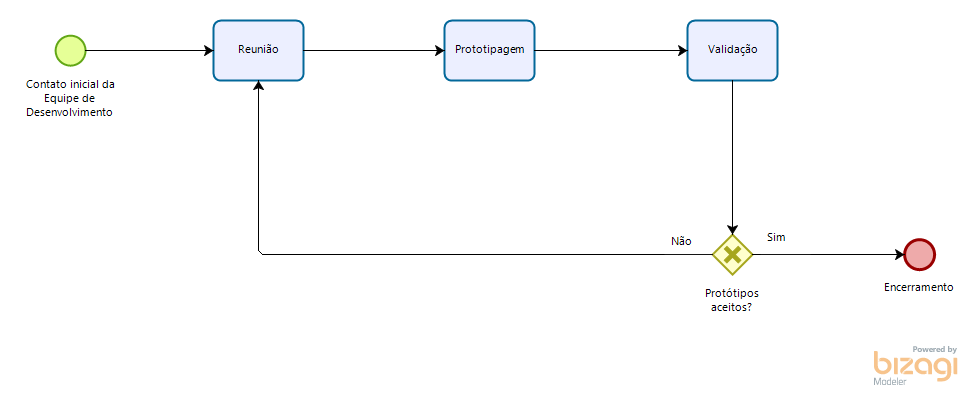 Reunião
Prototipagem
Validação
Contato inicial da
Equipe de
Desenvolvimento
Não
Sim
Protótipos
aceitos?
Encerramento
Powered by
bizagi
Modeler